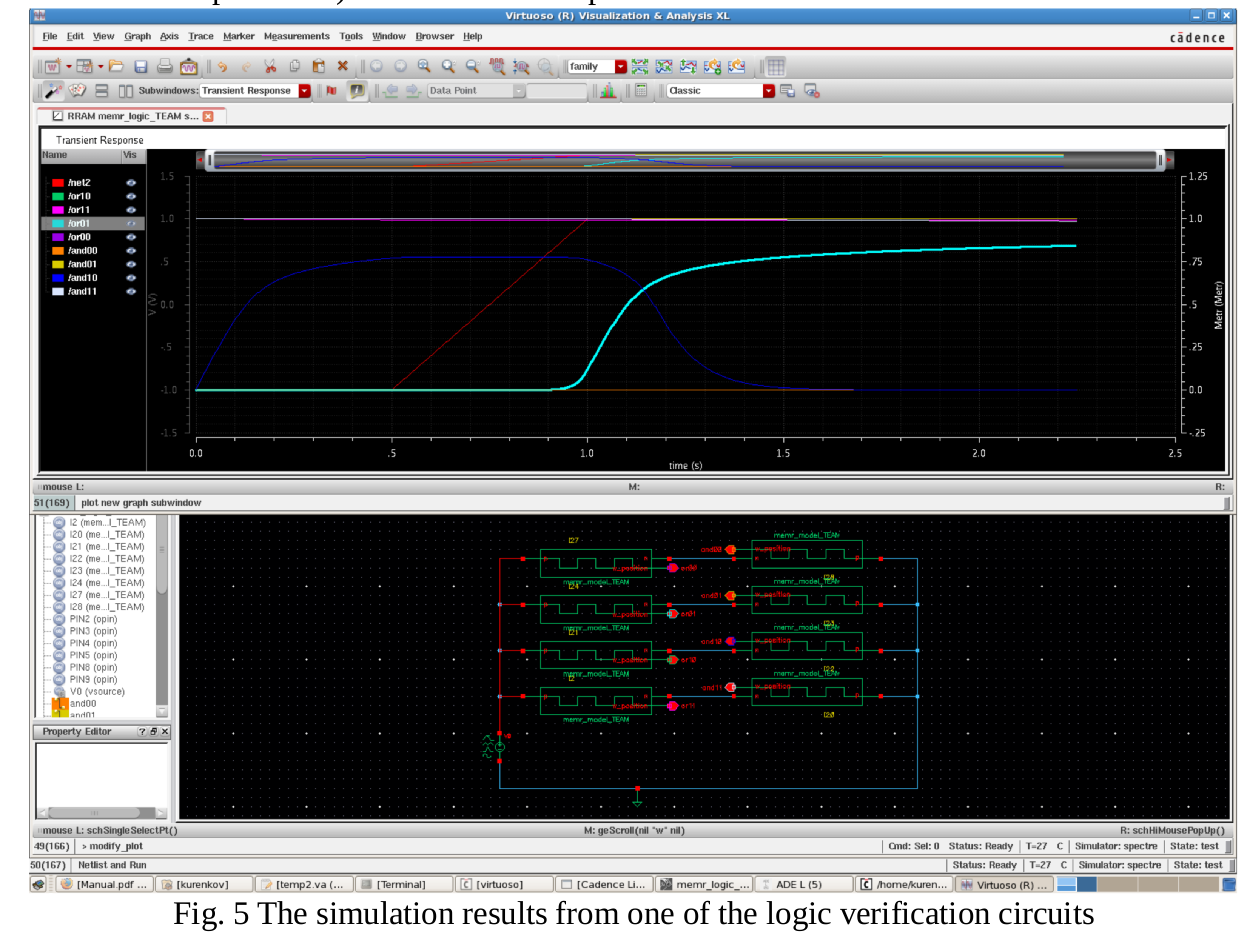 Virtuoso (R) Visualization & Analysis XL
File Edit View Graph Axis Trace Marker Measurements Tools Window Browser Help
cādence
family
Subwindows: Transient Response
Data Point
Classic
RRAM memr_logic_TEAM s...
Transient Response
Name Vis
/net2
/or10
/or11
/or01
/or00
/and00
/and01
/and10
/and11
1.5
1.0
.5
0.0
-.5
-1.0
-1.5
V (V)
1.25
1.0
.75
.5
.25
0.0
-.25
Metr (Metr)
0.0 .5 1.0 1.5 2.0 2.5
time (s)
mouse L: M: R:
51(169) plot new graph subwindow
I2 (mem...l_TEAM)
I20 (me...l_TEAM)
I21 (me...l_TEAM)
I22 (me...l_TEAM)
I23 (me...l_TEAM)
I24 (me...l_TEAM)
I27 (me...l_TEAM)
I28 (me...l_TEAM)
PIN2 (opin)
PIN3 (opin)
PIN4 (opin)
PIN5 (opin)
PIN8 (opin)
PIN9 (opin)
V0 (vsource)
and00
and01
Property Editor
I27
memr_model_TEAM
and00
w_position
memr_model_TEAM
I24
memr_model_TEAM
and01
w_position
or01
memr_model_TEAM
I21
memr_model_TEAM
and10
w_position
or10
memr_model_TEAM
memr_model_TEAM
and11
w_position
or11
memr_model_TEAM
I20
mouse L: schSingleSelectPt() M: geScroll(nil "w" nil) R: schHiMousePopUp()
49(166) > modify_plot Cmd: Sel: 0 Status: Ready T=27 C Simulator: spectre State: test
50(167) Netlist and Run Status: Ready T=27 C Simulator: spectre State: test
[Manual.pdf ... [kurenkov] [temp2.va (... [Terminal] [virtuoso] [Cadence Li... memr_logic_... ADE L (5) /home/kuren... Virtuoso (R) ...
Fig. 5 The simulation results from one of the logic verification circuits